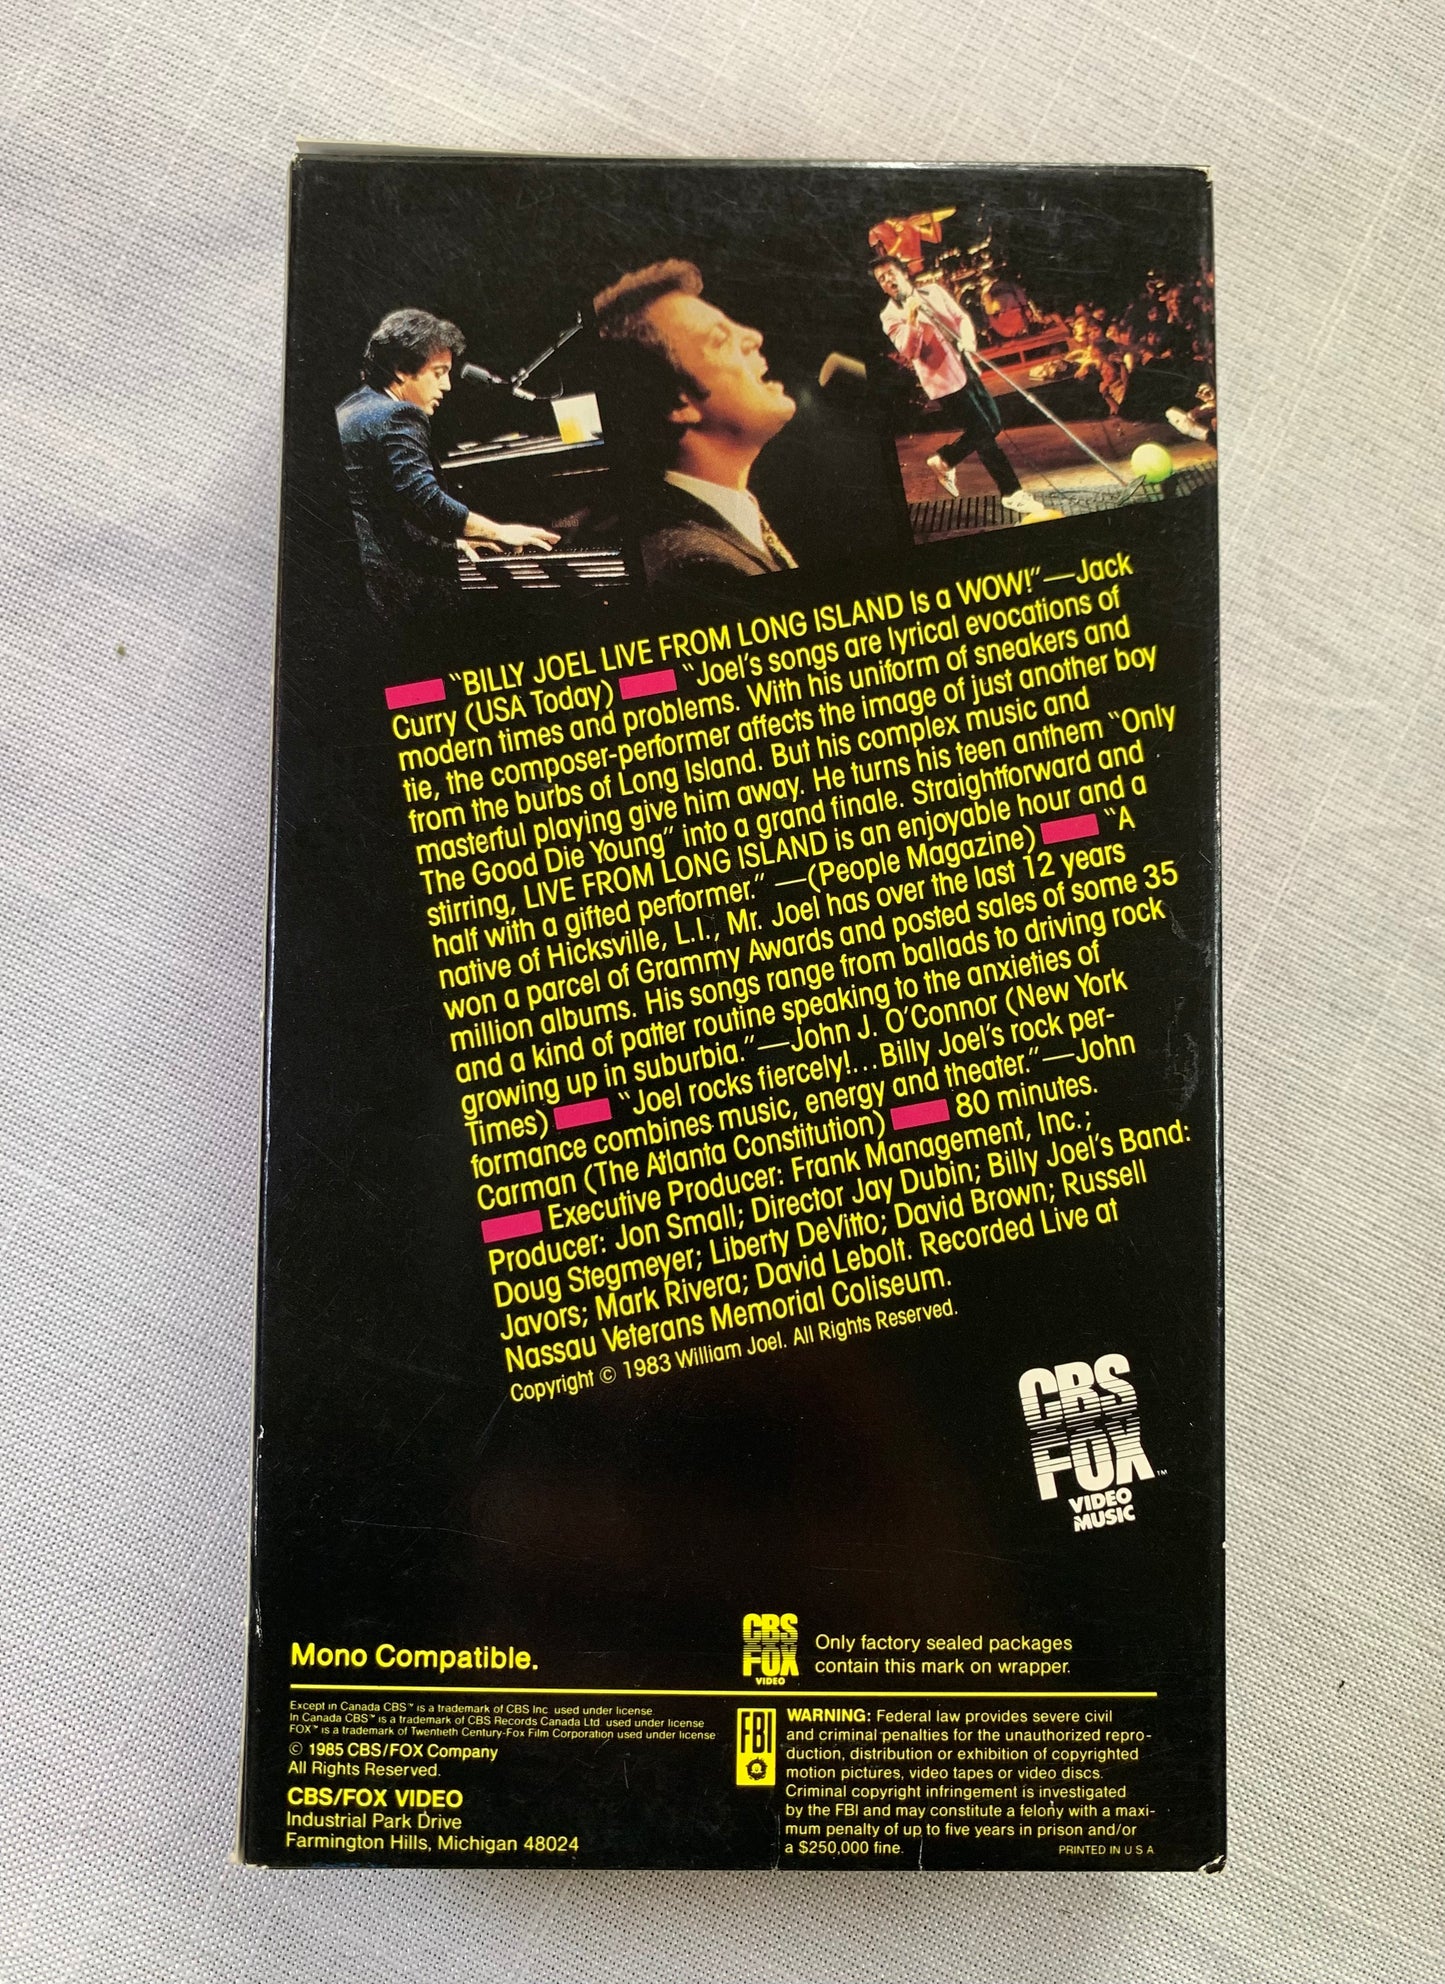 "BILLY JOEL LIVE FROM LONG ISLAND Is a WOW!"—Jack
Curry (USA Today) "Joel's songs are lyrical evocations of
modern times and problems. With his uniform of sneakers and
tie, the composer-performer affects the image of just another boy
from the burbs of Long Island. But his complex music and
masterful playing give him away. He turns his teen anthem "Only
The Good Die Young" into a grand finale. Straightforward and
stirring, LIVE FROM LONG ISLAND is an enjoyable hour and a
half with a gifted performer." —(People Magazine) "A
native of Hicksville, L.I., Mr. Joel has over the last 12 years
won a parcel of Grammy Awards and posted sales of some 35
million albums. His songs range from ballads to driving rock
and a kind of patter routine speaking to the anxieties of
growing up in suburbia."—John J. O'Connor (New York
Times) "Joel rocks fiercely!...Billy Joel's rock per-
formance combines music, energy and theater."—John
Carman (The Atlanta Constitution) 80 minutes.
Executive Producer: Frank Management, Inc.;
Producer: Jon Small; Director Jay Dubin; Billy Joel's Band:
Doug Stegmeyer; Liberty DeVitto; David Brown; Russell
Javors; Mark Rivera; David Lebolt. Recorded Live at
Nassau Veterans Memorial Coliseum.
Copyright © 1983 William Joel. All Rights Reserved.
CBS
FOX™
VIDEO
MUSIC
Mono Compatible.
CBS
FOX
VIDEO
Only factory sealed packages
contain this mark on wrapper.
Except in Canada CBS™ is a trademark of CBS Inc. used under license
In Canada CBS™ is a trademark of CBS Records Canada Ltd. used under license
FOX™ is a trademark of Twentieth Century-Fox Film Corporation used under license
© 1985 CBS/FOX Company
All Rights Reserved.
CBS/FOX VIDEO
Industrial Park Drive
Farmington Hills, Michigan 48024
FBI
WARNING: Federal law provides severe civil
and criminal penalties for the unauthorized repro-
duction, distribution or exhibition of copyrighted
motion pictures, video tapes or video discs.
Criminal copyright infringement is investigated
by the FBI and may constitute a felony with a maxi-
mum penalty of up to five years in prison and/or
a $250,000 fine.
PRINTED IN U S A